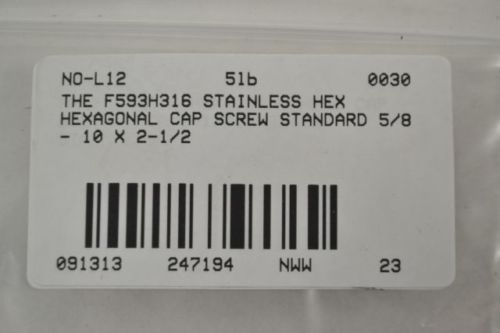 NO-L12 5lb 0030
THE F593H316 STAINLESS HEX
HEXAGONAL CAP SCREW STANDARD 5/8
- 10 X 2-1/2
091313 247194 NWW 23